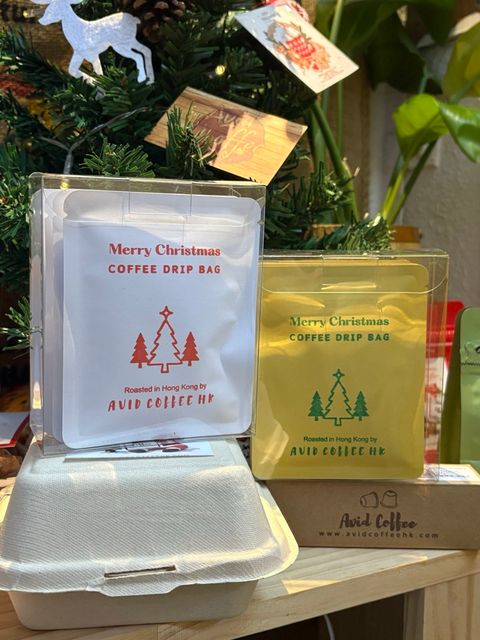 Merry Christmas
COFFEE DRIP BAG
Roasted in Hong Kong by
AVID COFFEE HK
Merry Christmas
COFFEE DRIP BAG
Roasted in Hong Kong by
AVID COFFEE HK
Avid Coffee
www.avidcoffeehk.com